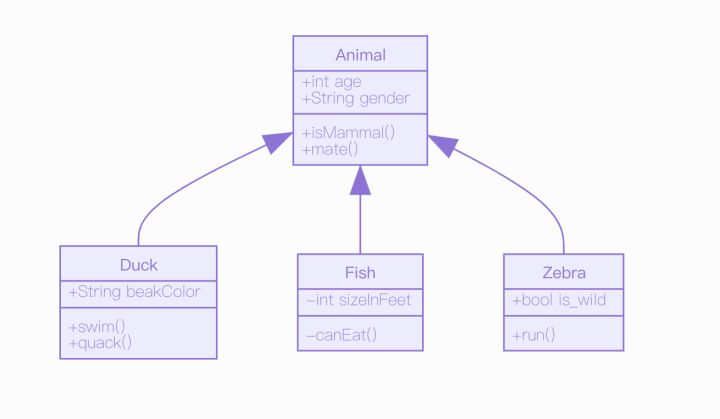 Animal
+int age
+String gender
+isMammal()
+mate()
Duck
+String beakColor
+swim()
+quack()
Fish
-int sizeInFeet
-canEat()
Zebra
+bool is_wild
+run()